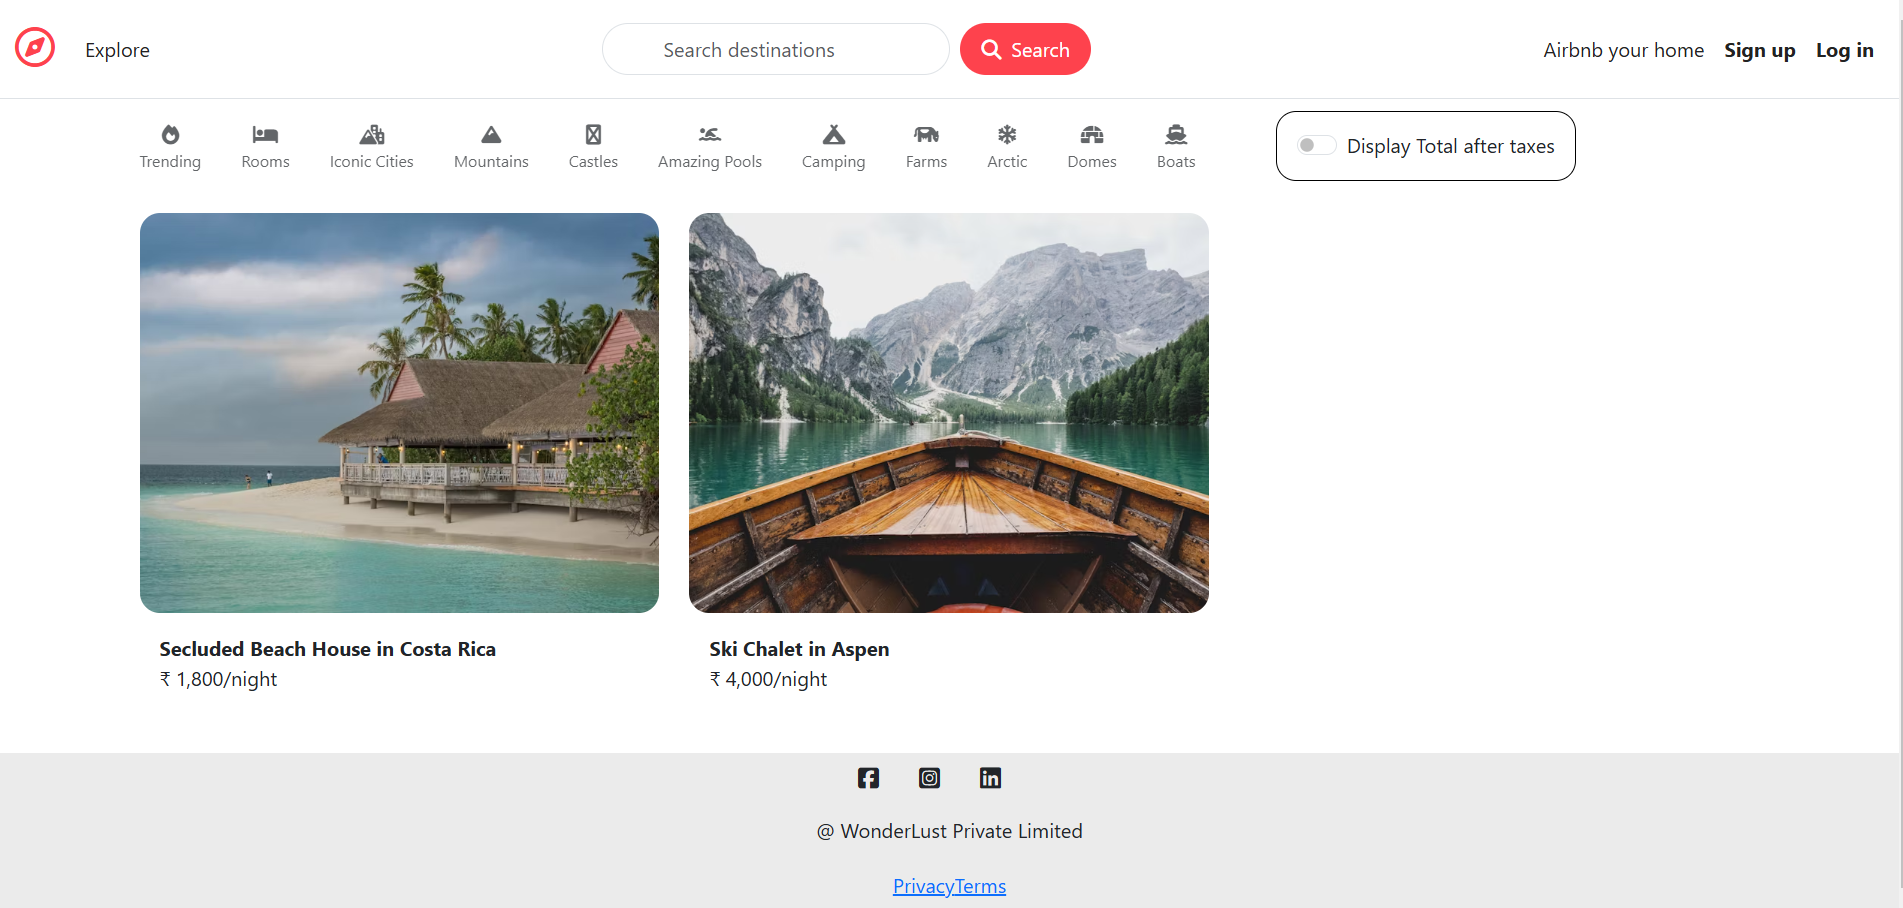 Explore
Search destinations
Search
Airbnb your home
Sign up
Log in
Trending
Rooms
Iconic Cities
Mountains
Castles
Amazing Pools
Camping
Farms
Arctic
Domes
Boats
Display Total after taxes
Secluded Beach House in Costa Rica
₹ 1,800/night
Ski Chalet in Aspen
₹ 4,000/night
@ WonderLust Private Limited
PrivacyTerms